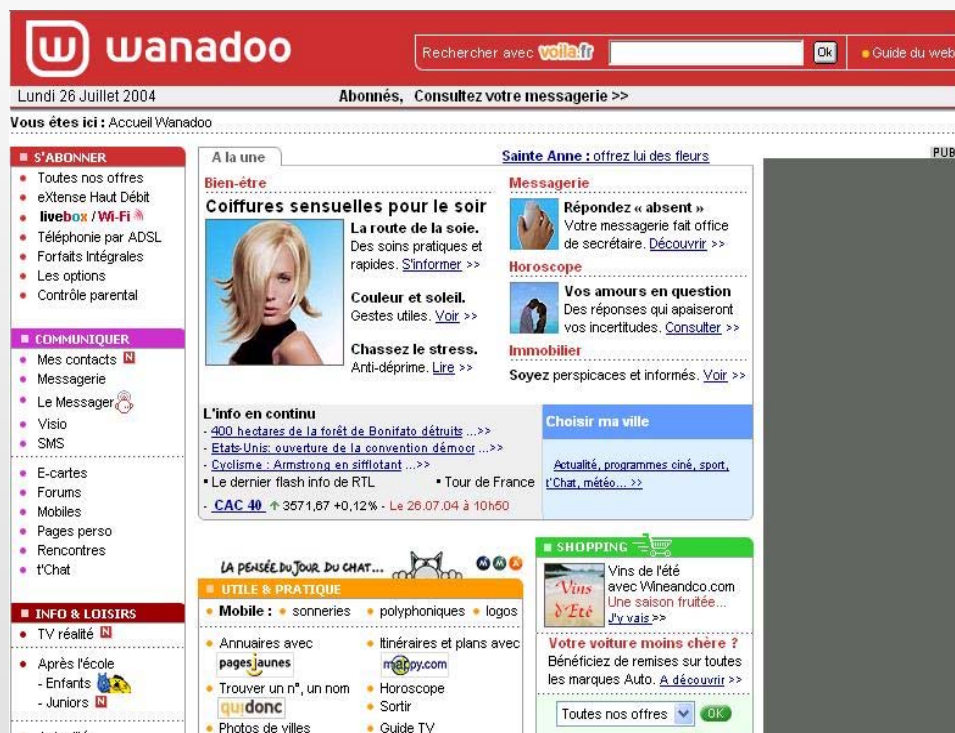 wanadoo
Rechercher avec voila.fr Ok Guide du web
Lundi 26 Juillet 2004 Abonnés, Consultez votre messagerie >>
Vous êtes ici : Accueil Wanadoo
PUB
S'ABONNER
Toutes nos offres
eXtense Haut Débit
livebox / Wi-Fi
Téléphonie par ADSL
Forfaits Intégrales
Les options
Contrôle parental
COMMUNIQUER
Mes contacts N
Messagerie
Le Messager
Visio
SMS
E-cartes
Forums
Mobiles
Pages perso
Rencontres
t'Chat
INFO & LOISIRS
TV réalité N
Après l'école
- Enfants
- Juniors N
A la une
Sainte Anne : offrez lui des fleurs
Bien-être
Coiffures sensuelles pour le soir
La route de la soie.
Des soins pratiques et
rapides. S'informer >>
Couleur et soleil.
Gestes utiles. Voir >>
Chassez le stress.
Anti-déprime. Lire >>
Messagerie
Répondez « absent »
Votre messagerie fait office
de secrétaire. Découvrir >>
Horoscope
Vos amours en question
Des réponses qui apaiseront
vos incertitudes. Consulter >>
Immobilier
Soyez perspicaces et informés. Voir >>
L'info en continu
- 400 hectares de la forêt de Bonifato détruits ...>>
- Etats-Unis: ouverture de la convention démocr ...>>
- Cyclisme : Armstrong en sifflotant ...>>
Le dernier flash info de RTL Tour de France
- CAC 40 3571,67 +0,12% - Le 26.07.04 à 10h50
Choisir ma ville
Actualité, programmes ciné, sport,
t'Chat, météo... >>
LA PENSÉE DU JOUR DU CHAT...
UTILE & PRATIQUE
Mobile : sonneries polyphoniques logos
Annuaires avec
pagesjaunes
Trouver un n°, un nom
quidonc
Photos de villes
Itinéraires et plans avec
mappy.com
Horoscope
Sortir
Guide TV
SHOPPING
Vins d'Eté
Vins de l'été
avec Wineandco.com
Une saison fruitée...
J'y vais >>
Votre voiture moins chère ?
Bénéficiez de remises sur toutes
les marques Auto. A découvrir >>
Toutes nos offres OK